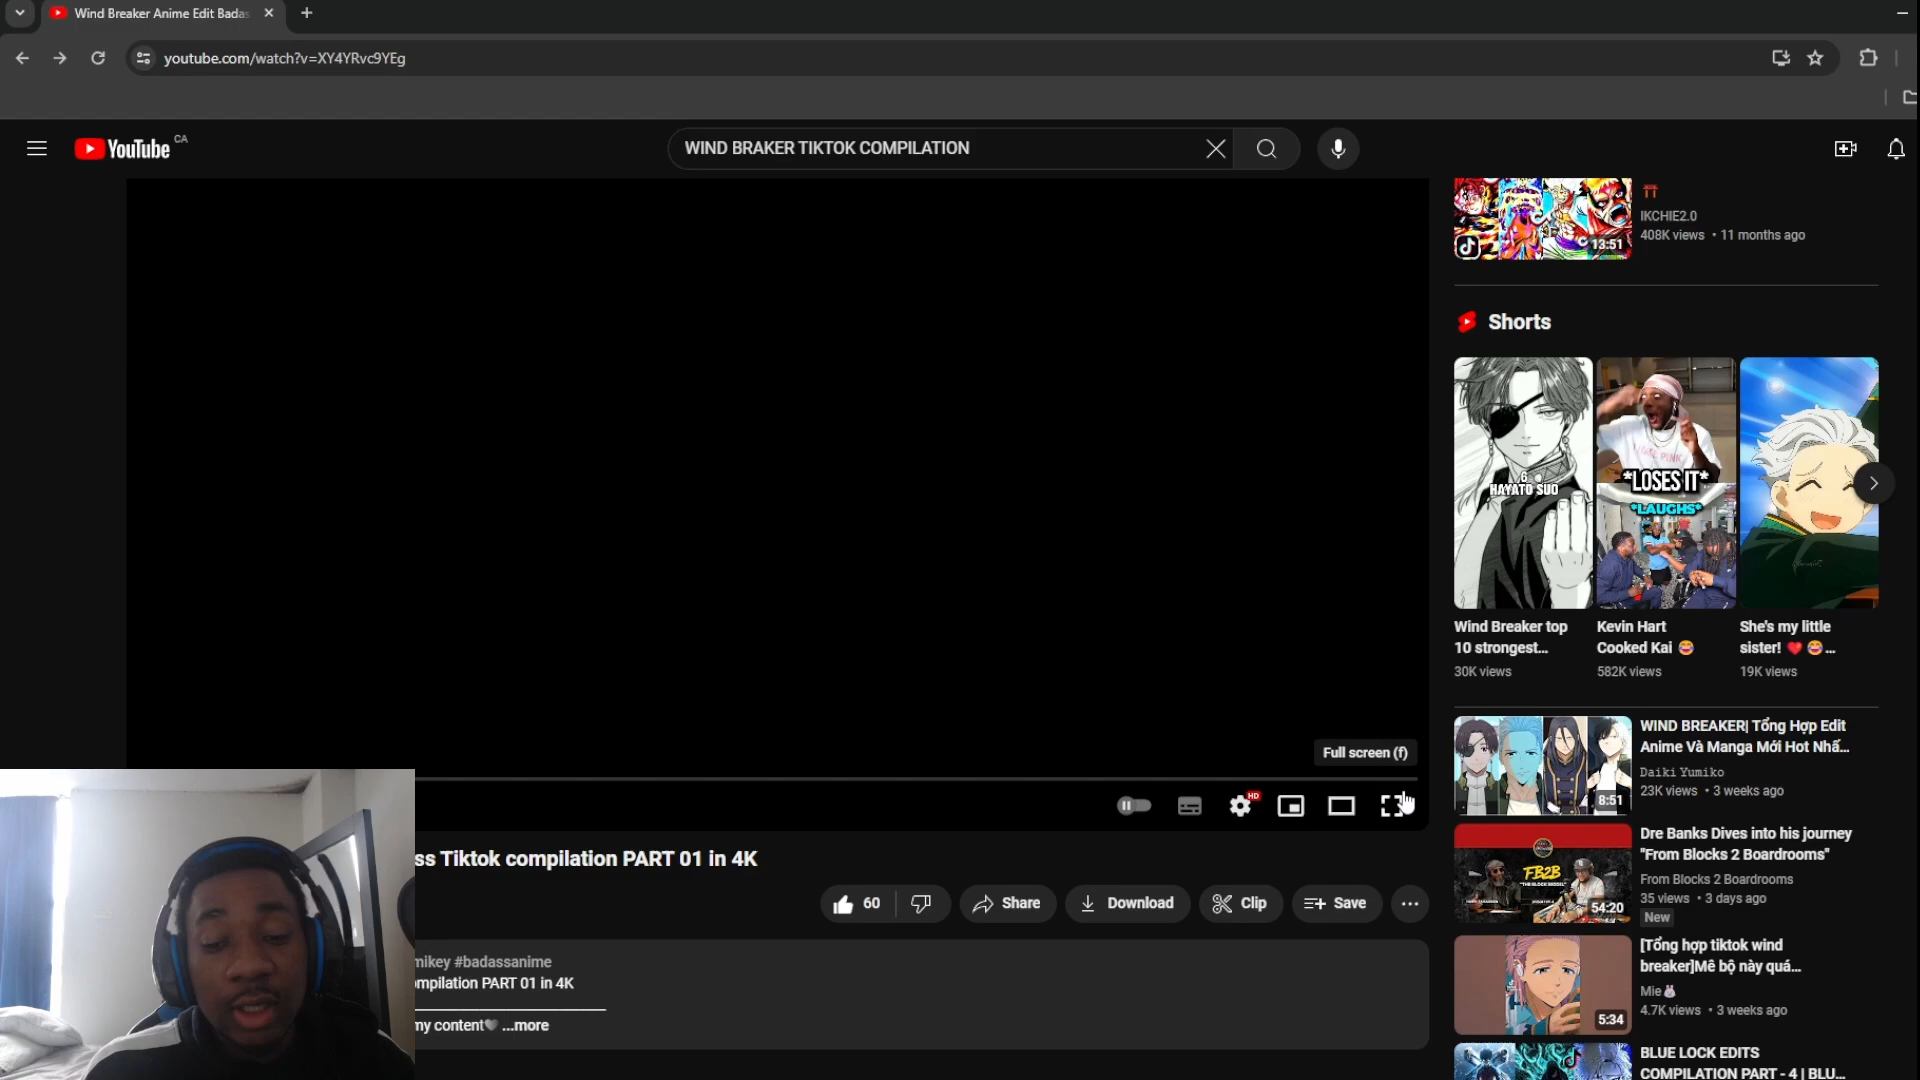 Wind Breaker Anime Edit Badas
youtube.com/watch?v=XY4YRvc9YEg
YouTube CA
WIND BRAKER TIKTOK COMPILATION
13:51
IKCHIE2.0
408K views • 11 months ago
Shorts
6
HAYATO SUO
*LOSES IT*
*LAUGHS*
Wind Breaker top
10 strongest...
30K views
Kevin Hart
Cooked Kai 😂
582K views
She's my little
sister! ❤️ 😂 ...
19K views
Full screen (f)
HD
ss Tiktok compilation PART 01 in 4K
60
Share
Download
Clip
Save
mikey #badassanime
ompilation PART 01 in 4K
my content🖤 ...more
8:51
WIND BREAKER| Tổng Hợp Edit
Anime Và Manga Mới Hot Nhấ...
Daiki Yumiko
23K views • 3 weeks ago
FB2B
54:20
Dre Banks Dives into his journey
"From Blocks 2 Boardrooms"
From Blocks 2 Boardrooms
35 views • 3 days ago
New
5:34
[Tổng hợp tiktok wind
breaker]Mê bộ này quá...
Mie🐰
4.7K views • 3 weeks ago
BLUE LOCK EDITS
COMPILATION PART - 4 | BLU...